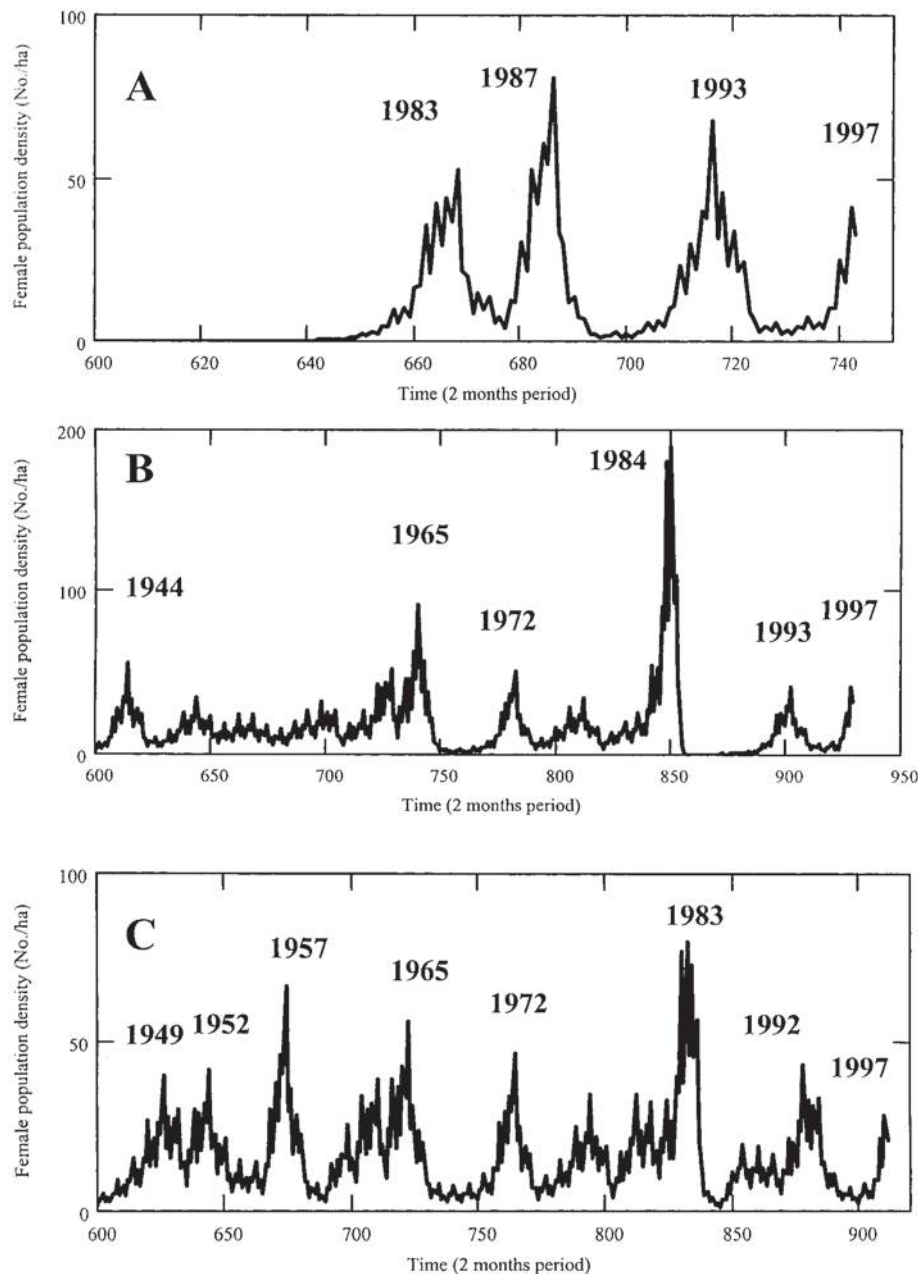 100
50
0
Female population density (No./ha)
A
1983
1987
1993
1997
600 620 640 660 680 700 720 740
Time (2 months period)
200
100
0
Female population density (No./ha)
B
1944
1965
1972
1984
1993
1997
600 650 700 750 800 850 900 950
Time (2 months period)
100
50
0
Female population density (No./ha)
C
1949
1952
1957
1965
1972
1983
1992
1997
600 650 700 750 800 850 900
Time (2 months period)